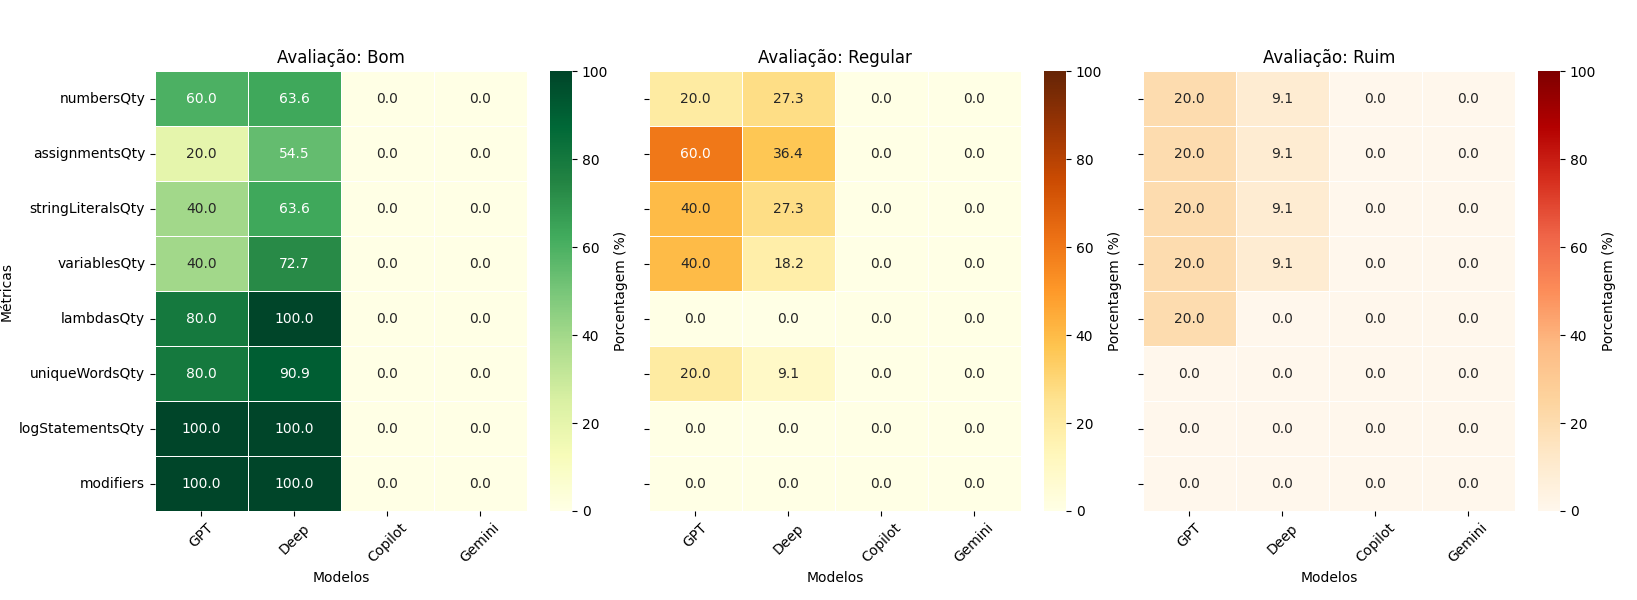 Avaliação: Bom
Métricas
numbersQty 60.0 63.6 0.0 0.0
assignmentsQty 20.0 54.5 0.0 0.0
stringLiteralsQty 40.0 63.6 0.0 0.0
variablesQty 40.0 72.7 0.0 0.0
lambdasQty 80.0 100.0 0.0 0.0
uniqueWordsQty 80.0 90.9 0.0 0.0
logStatementsQty 100.0 100.0 0.0 0.0
modifiers 100.0 100.0 0.0 0.0
GPT Deep Copilot Gemini
Modelos
100
80
60
40
20
0
Porcentagem (%)
Avaliação: Regular
20.0 27.3 0.0 0.0
60.0 36.4 0.0 0.0
40.0 27.3 0.0 0.0
40.0 18.2 0.0 0.0
0.0 0.0 0.0 0.0
20.0 9.1 0.0 0.0
0.0 0.0 0.0 0.0
0.0 0.0 0.0 0.0
GPT Deep Copilot Gemini
Modelos
100
80
60
40
20
0
Porcentagem (%)
Avaliação: Ruim
20.0 9.1 0.0 0.0
20.0 9.1 0.0 0.0
20.0 9.1 0.0 0.0
20.0 9.1 0.0 0.0
20.0 0.0 0.0 0.0
0.0 0.0 0.0 0.0
0.0 0.0 0.0 0.0
0.0 0.0 0.0 0.0
GPT Deep Copilot Gemini
Modelos
100
80
60
40
20
0
Porcentagem (%)